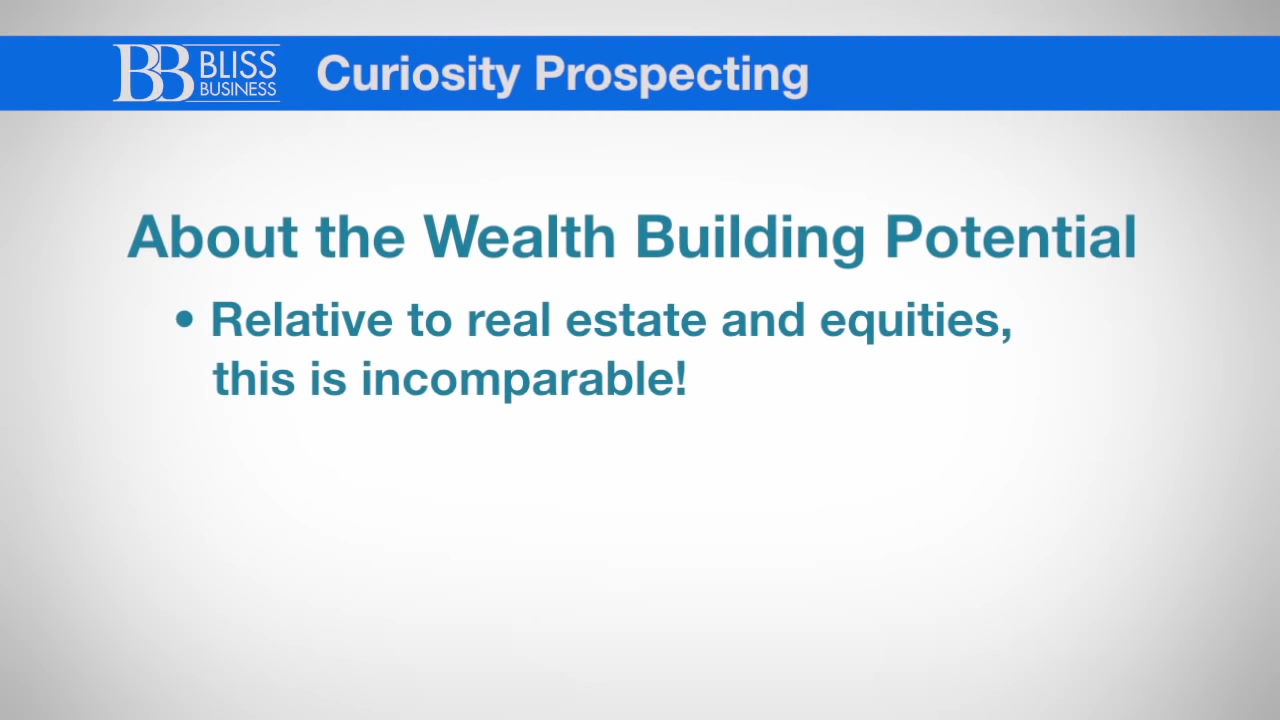 BB BLISS BUSINESS
Curiosity Prospecting
About the Wealth Building Potential
• Relative to real estate and equities,
this is incomparable!